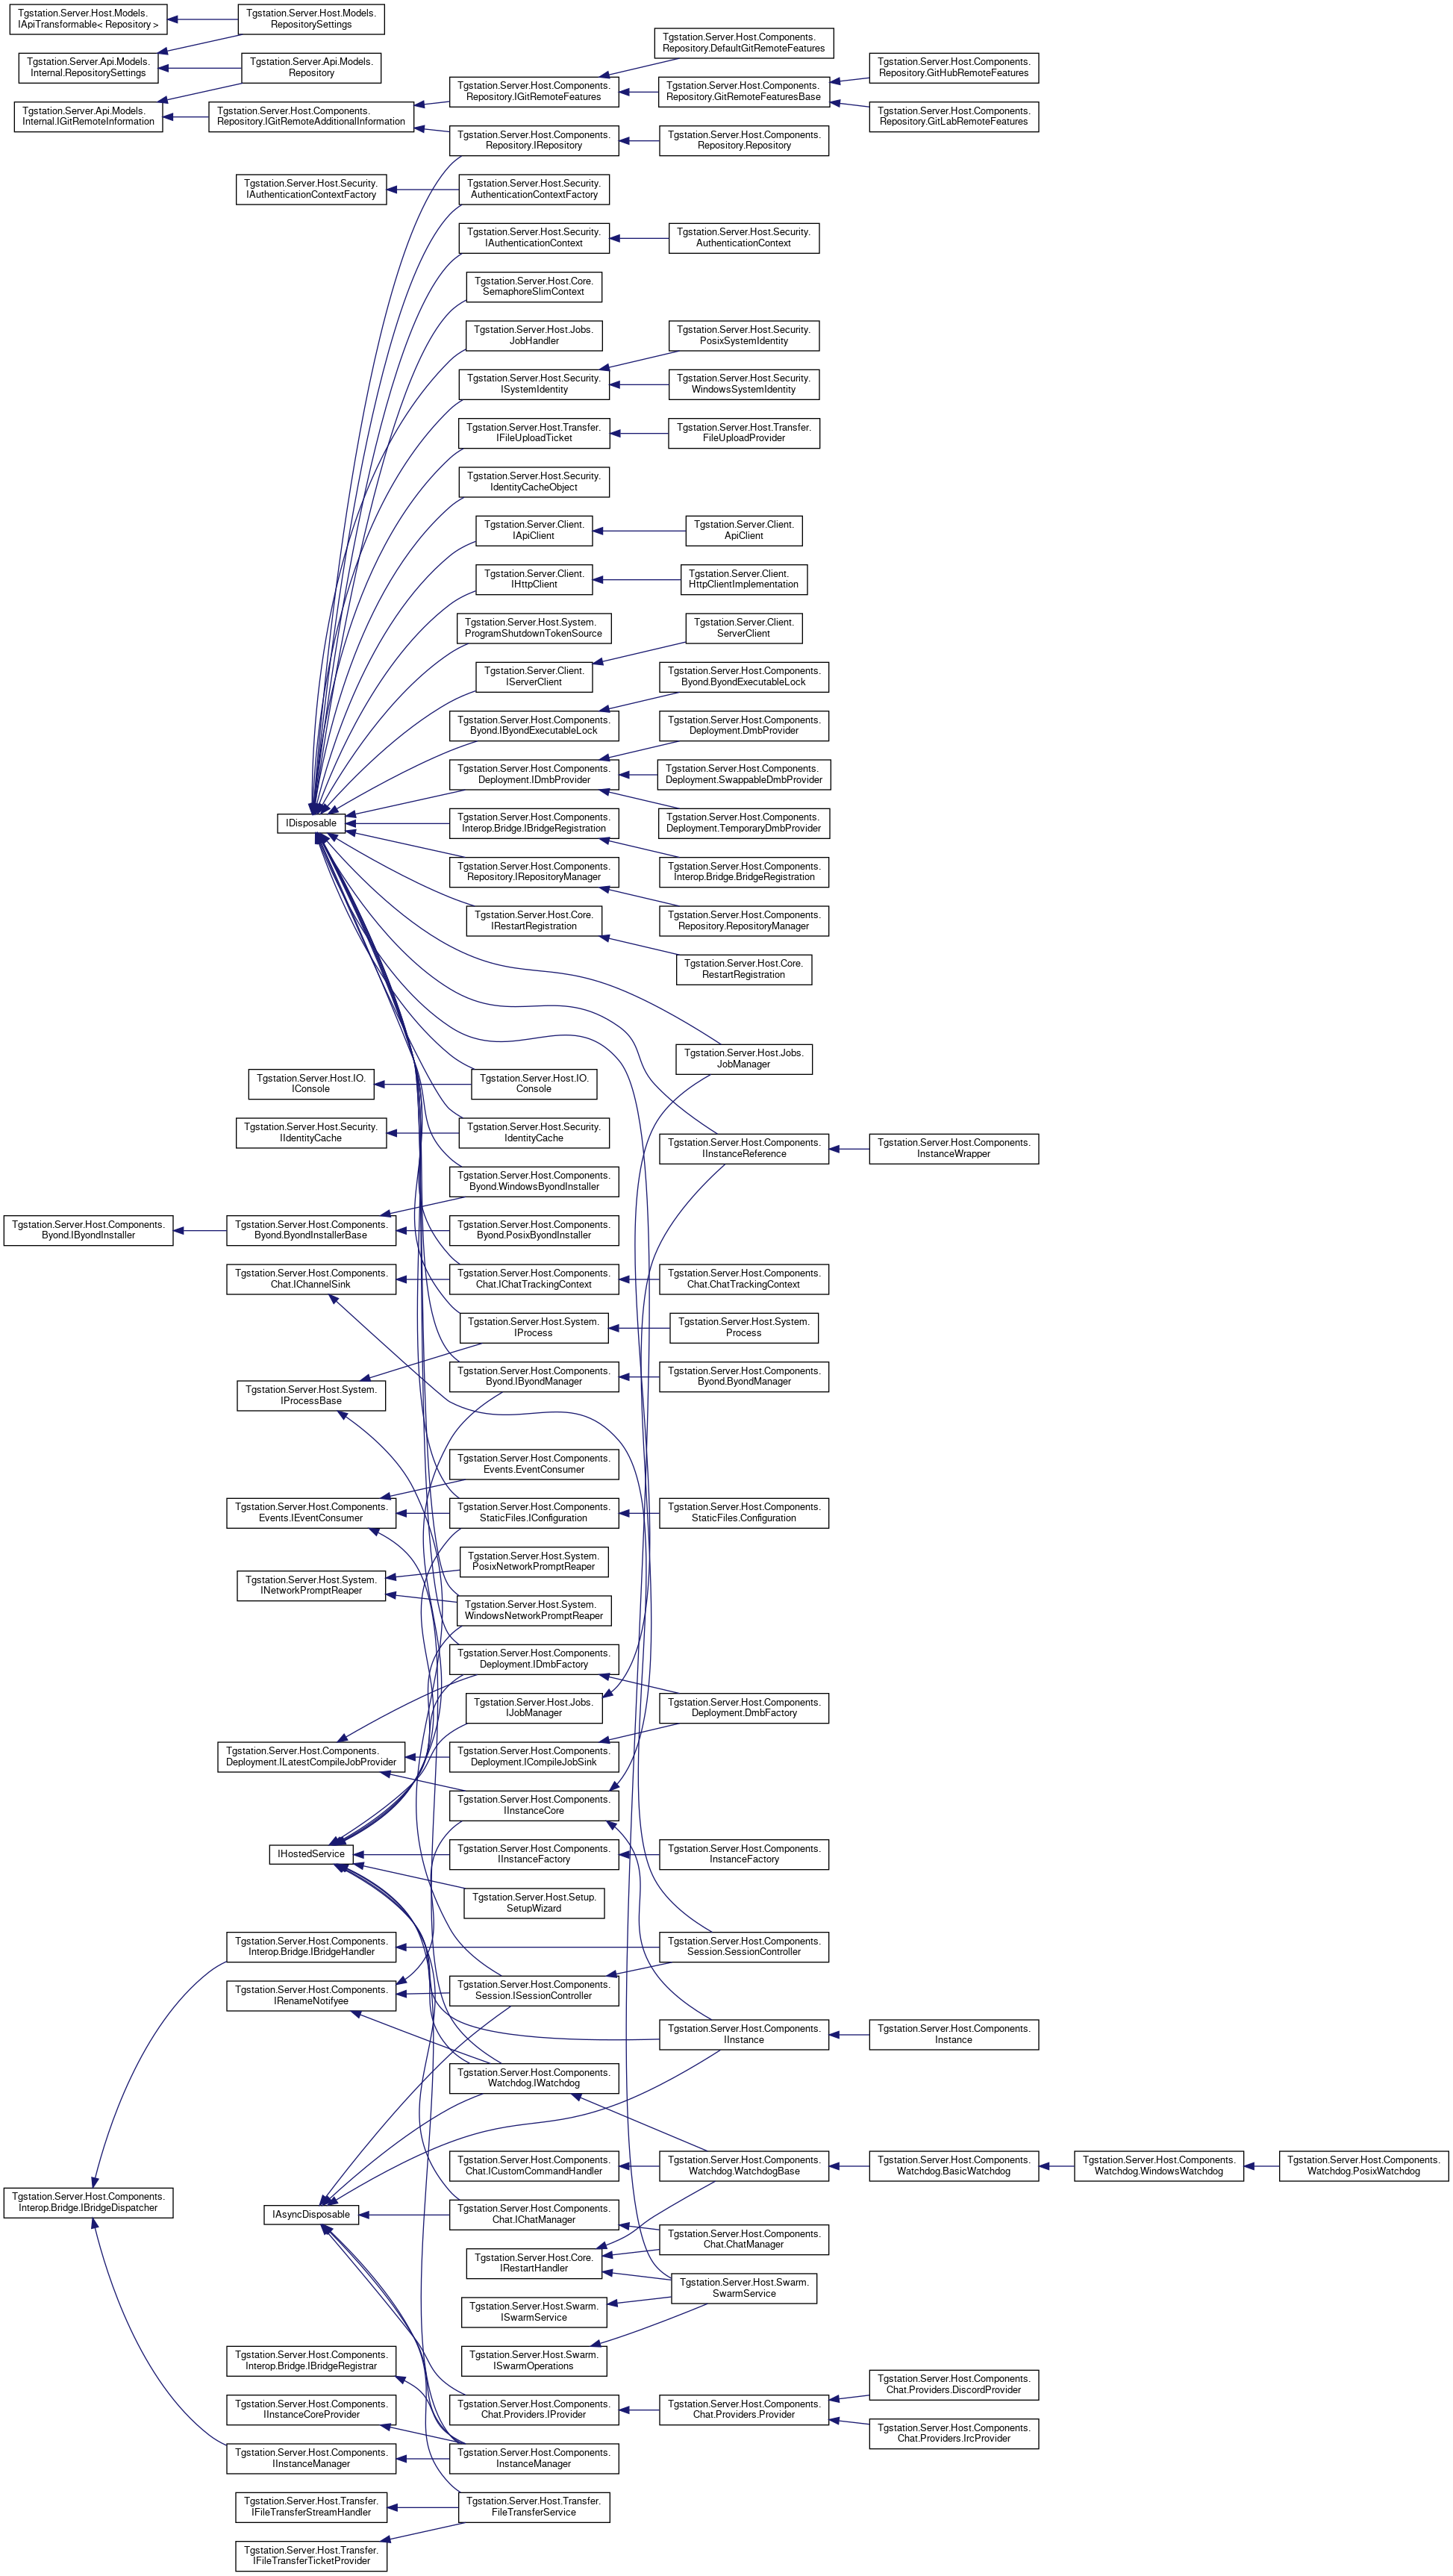 Tgstation.Server.Host.Models.
IApiTransformable< Repository >
Tgstation.Server.Host.Models.
RepositorySettings
Tgstation.Server.Host.Components.
Repository.DefaultGitRemoteFeatures
Tgstation.Server.Api.Models.
Internal.RepositorySettings
Tgstation.Server.Api.Models.
Repository
Tgstation.Server.Host.Components.
Repository.IGitRemoteFeatures
Tgstation.Server.Host.Components.
Repository.GitRemoteFeaturesBase
Tgstation.Server.Host.Components.
Repository.GitHubRemoteFeatures
Tgstation.Server.Api.Models.
Internal.IGitRemoteInformation
Tgstation.Server.Host.Components.
Repository.IGitRemoteAdditionalInformation
Tgstation.Server.Host.Components.
Repository.GitLabRemoteFeatures
Tgstation.Server.Host.Components.
Repository.IRepository
Tgstation.Server.Host.Components.
Repository.Repository
Tgstation.Server.Host.Security.
IAuthenticationContextFactory
Tgstation.Server.Host.Security.
AuthenticationContextFactory
Tgstation.Server.Host.Security.
IAuthenticationContext
Tgstation.Server.Host.Security.
AuthenticationContext
Tgstation.Server.Host.Core.
SemaphoreSlimContext
Tgstation.Server.Host.Jobs.
JobHandler
Tgstation.Server.Host.Security.
PosixSystemIdentity
Tgstation.Server.Host.Security.
ISystemIdentity
Tgstation.Server.Host.Security.
WindowsSystemIdentity
Tgstation.Server.Host.Transfer.
IFileUploadTicket
Tgstation.Server.Host.Transfer.
FileUploadProvider
Tgstation.Server.Host.Security.
IdentityCacheObject
Tgstation.Server.Client.
IApiClient
Tgstation.Server.Client.
ApiClient
Tgstation.Server.Client.
IHttpClient
Tgstation.Server.Client.
HttpClientImplementation
Tgstation.Server.Host.System.
ProgramShutdownTokenSource
Tgstation.Server.Client.
ServerClient
Tgstation.Server.Client.
IServerClient
Tgstation.Server.Host.Components.
Byond.ByondExecutableLock
Tgstation.Server.Host.Components.
Byond.IByondExecutableLock
Tgstation.Server.Host.Components.
Deployment.DmbProvider
Tgstation.Server.Host.Components.
Deployment.IDmbProvider
Tgstation.Server.Host.Components.
Deployment.SwappableDmbProvider
IDisposable
Tgstation.Server.Host.Components.
Interop.Bridge.IBridgeRegistration
Tgstation.Server.Host.Components.
Deployment.TemporaryDmbProvider
Tgstation.Server.Host.Components.
Repository.IRepositoryManager
Tgstation.Server.Host.Components.
Interop.Bridge.BridgeRegistration
Tgstation.Server.Host.Core.
IRestartRegistration
Tgstation.Server.Host.Components.
Repository.RepositoryManager
Tgstation.Server.Host.Core.
RestartRegistration
Tgstation.Server.Host.Jobs.
JobManager
Tgstation.Server.Host.IO.
IConsole
Tgstation.Server.Host.IO.
Console
Tgstation.Server.Host.Security.
IIdentityCache
Tgstation.Server.Host.Security.
IdentityCache
Tgstation.Server.Host.Components.
IInstanceReference
Tgstation.Server.Host.Components.
InstanceWrapper
Tgstation.Server.Host.Components.
Byond.WindowsByondInstaller
Tgstation.Server.Host.Components.
Byond.IByondInstaller
Tgstation.Server.Host.Components.
Byond.ByondInstallerBase
Tgstation.Server.Host.Components.
Byond.PosixByondInstaller
Tgstation.Server.Host.Components.
Chat.IChannelSink
Tgstation.Server.Host.Components.
Chat.IChatTrackingContext
Tgstation.Server.Host.Components.
Chat.ChatTrackingContext
Tgstation.Server.Host.System.
IProcess
Tgstation.Server.Host.System.
Process
Tgstation.Server.Host.System.
IProcessBase
Tgstation.Server.Host.Components.
Byond.IByondManager
Tgstation.Server.Host.Components.
Byond.ByondManager
Tgstation.Server.Host.Components.
Events.EventConsumer
Tgstation.Server.Host.Components.
Events.IEventConsumer
Tgstation.Server.Host.Components.
StaticFiles.IConfiguration
Tgstation.Server.Host.Components.
StaticFiles.Configuration
Tgstation.Server.Host.System.
PosixNetworkPromptReaper
Tgstation.Server.Host.System.
INetworkPromptReaper
Tgstation.Server.Host.System.
WindowsNetworkPromptReaper
Tgstation.Server.Host.Components.
Deployment.IDmbFactory
Tgstation.Server.Host.Jobs.
IJobManager
Tgstation.Server.Host.Components.
Deployment.DmbFactory
Tgstation.Server.Host.Components.
Deployment.ILatestCompileJobProvider
Tgstation.Server.Host.Components.
Deployment.ICompileJobSink
Tgstation.Server.Host.Components.
IInstanceCore
IHostedService
Tgstation.Server.Host.Components.
IInstanceFactory
Tgstation.Server.Host.Components.
InstanceFactory
Tgstation.Server.Host.Setup.
SetupWizard
Tgstation.Server.Host.Components.
Interop.Bridge.IBridgeHandler
Tgstation.Server.Host.Components.
Session.SessionController
Tgstation.Server.Host.Components.
IRenameNotifyee
Tgstation.Server.Host.Components.
Session.ISessionController
Tgstation.Server.Host.Components.
IInstance
Tgstation.Server.Host.Components.
Instance
Tgstation.Server.Host.Components.
Watchdog.IWatchdog
Tgstation.Server.Host.Components.
Chat.ICustomCommandHandler
Tgstation.Server.Host.Components.
Watchdog.WatchdogBase
Tgstation.Server.Host.Components.
Watchdog.BasicWatchdog
Tgstation.Server.Host.Components.
Watchdog.WindowsWatchdog
Tgstation.Server.Host.Components.
Watchdog.PosixWatchdog
Tgstation.Server.Host.Components.
Interop.Bridge.IBridgeDispatcher
IAsyncDisposable
Tgstation.Server.Host.Components.
Chat.IChatManager
Tgstation.Server.Host.Components.
Chat.ChatManager
Tgstation.Server.Host.Core.
IRestartHandler
Tgstation.Server.Host.Swarm.
SwarmService
Tgstation.Server.Host.Swarm.
ISwarmService
Tgstation.Server.Host.Components.
Interop.Bridge.IBridgeRegistrar
Tgstation.Server.Host.Swarm.
ISwarmOperations
Tgstation.Server.Host.Components.
Chat.Providers.DiscordProvider
Tgstation.Server.Host.Components.
IInstanceCoreProvider
Tgstation.Server.Host.Components.
Chat.Providers.IProvider
Tgstation.Server.Host.Components.
Chat.Providers.Provider
Tgstation.Server.Host.Components.
Chat.Providers.IrcProvider
Tgstation.Server.Host.Components.
IInstanceManager
Tgstation.Server.Host.Components.
InstanceManager
Tgstation.Server.Host.Transfer.
IFileTransferStreamHandler
Tgstation.Server.Host.Transfer.
FileTransferService
Tgstation.Server.Host.Transfer.
IFileTransferTicketProvider